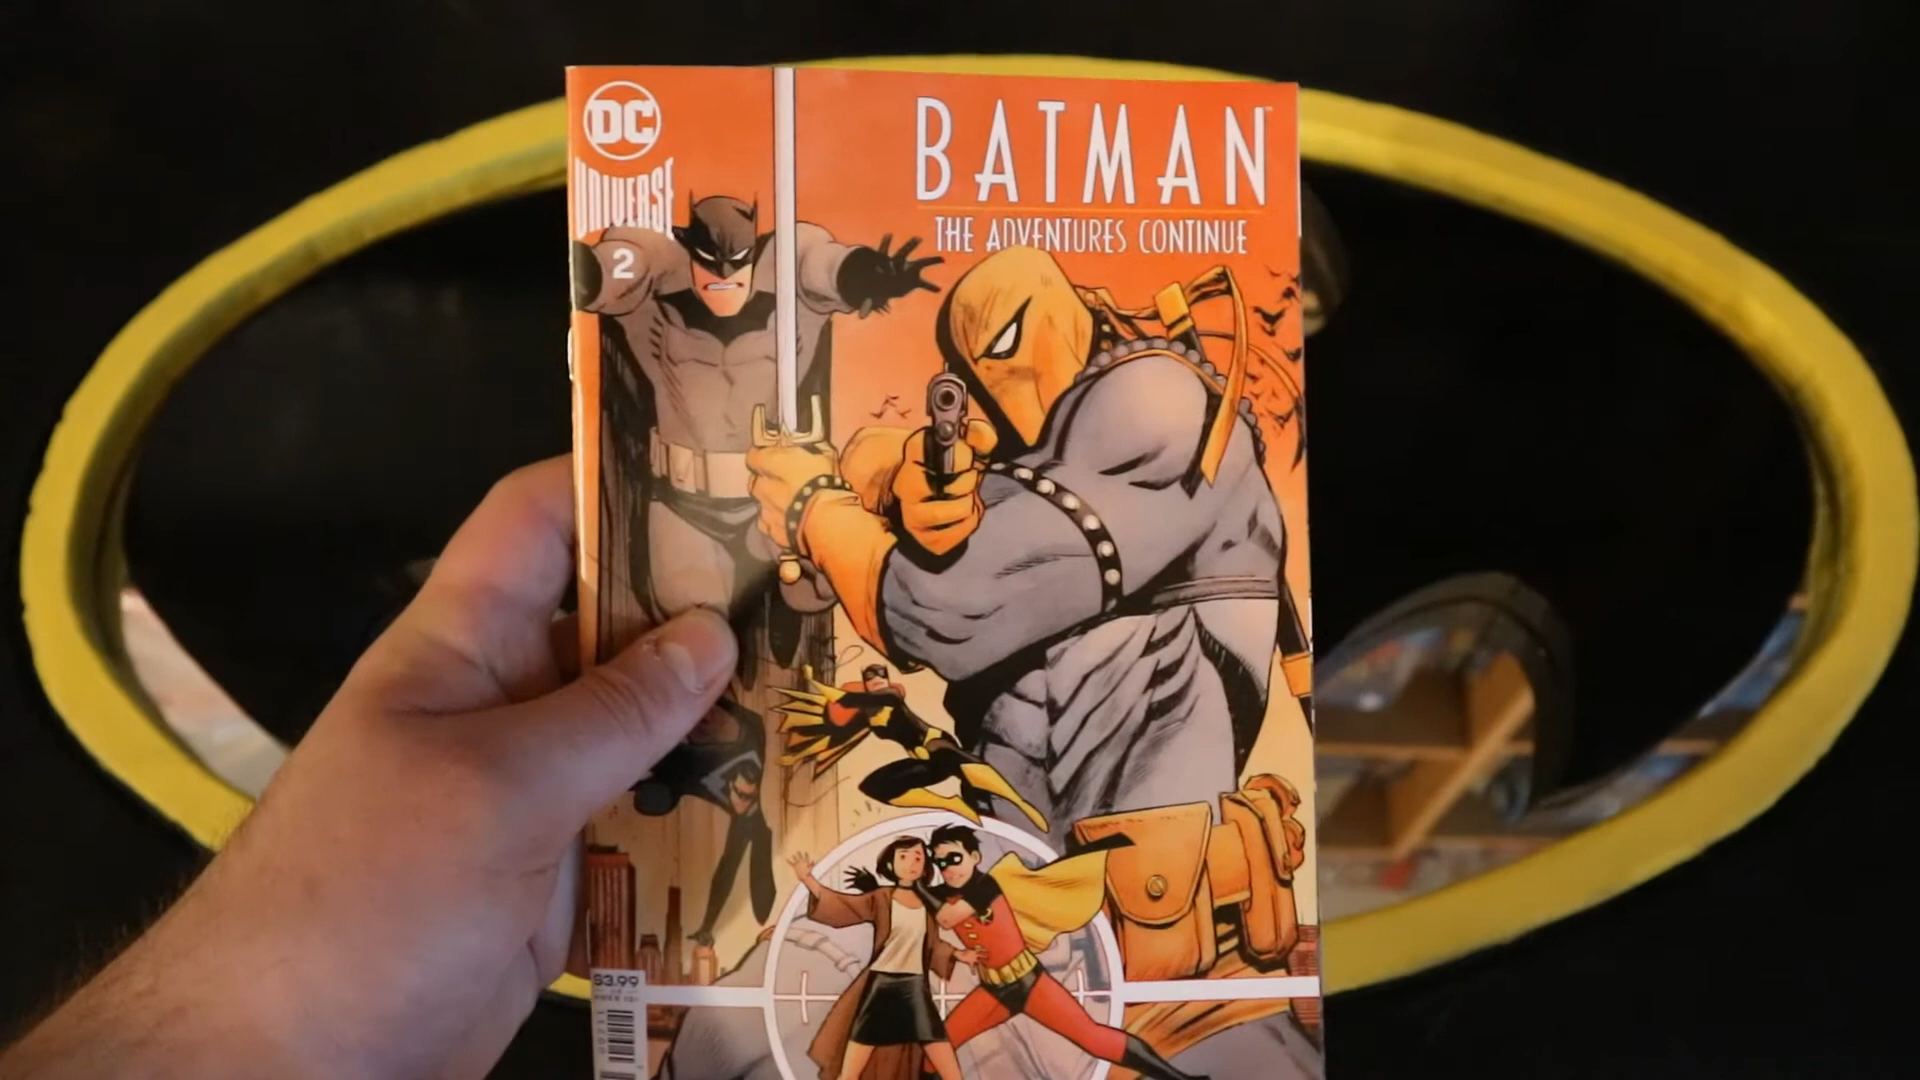 DC
UNIVERSE
2
BATMAN
THE ADVENTURES CONTINUE
$3.99